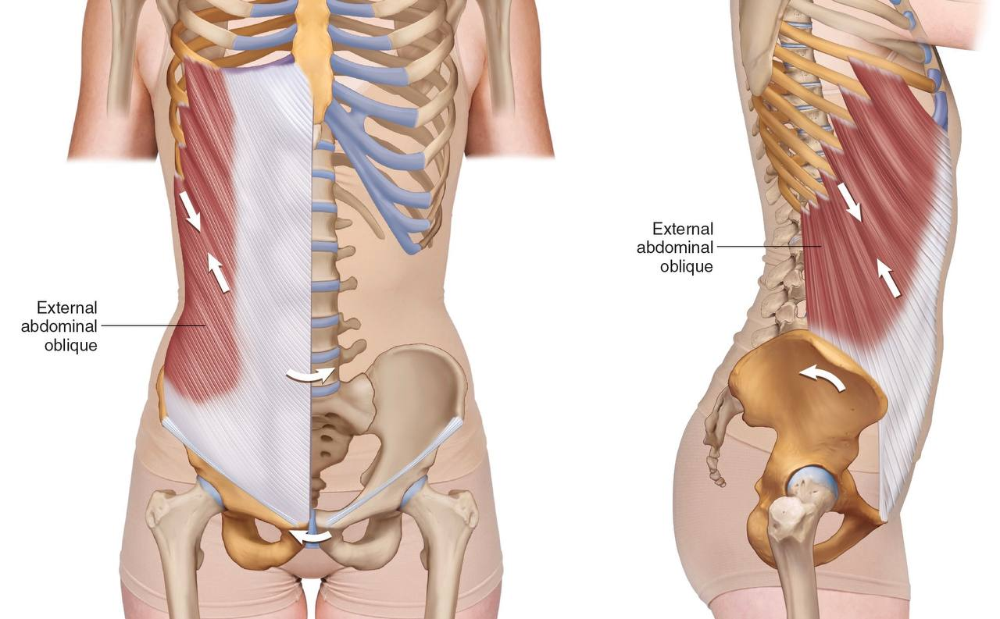 External
abdominal
oblique
External
abdominal
oblique